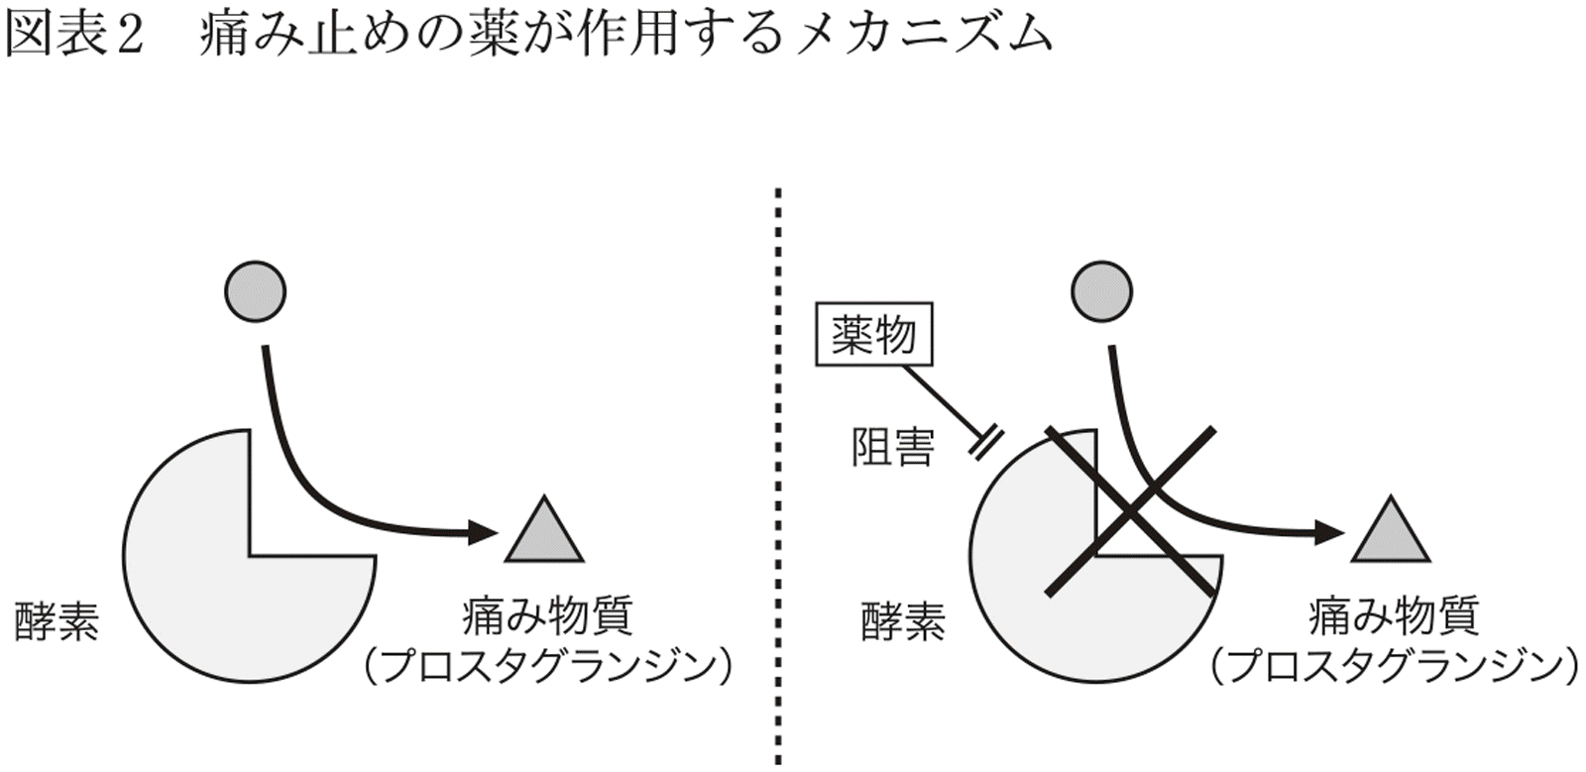 図表2　痛み止めの薬が作用するメカニズム
酵素
痛み物質
（プロスタグランジン）
薬物
阻害
酵素
痛み物質
（プロスタグランジン）